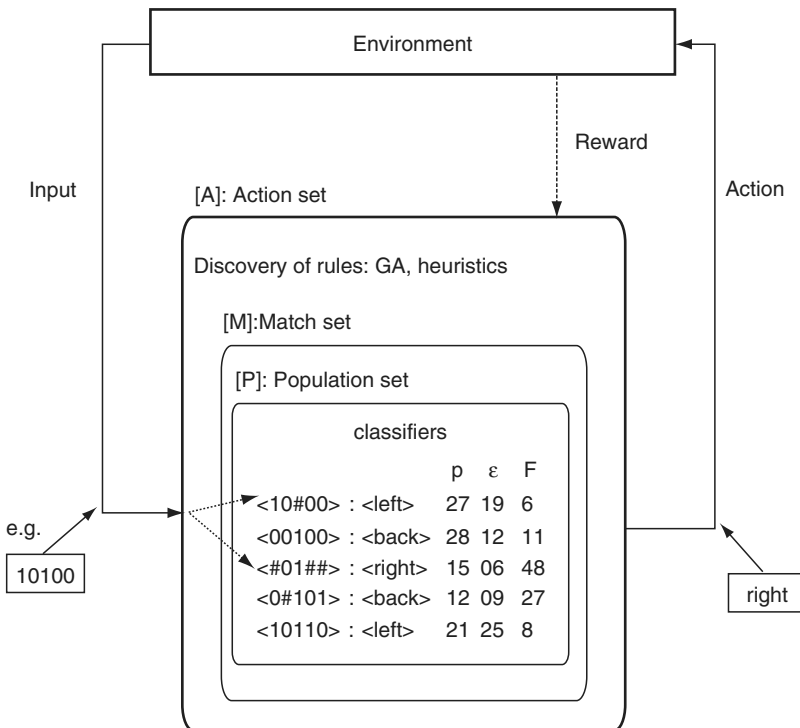 Environment
Reward
Input
Action
[A]: Action set
Discovery of rules: GA, heuristics
[M]:Match set
[P]: Population set
classifiers
p ε F
<10#00> : <left> 27 19 6
<00100> : <back> 28 12 11
<#01##> : <right> 15 06 48
<0#101> : <back> 12 09 27
<10110> : <left> 21 25 8
e.g.
10100
right